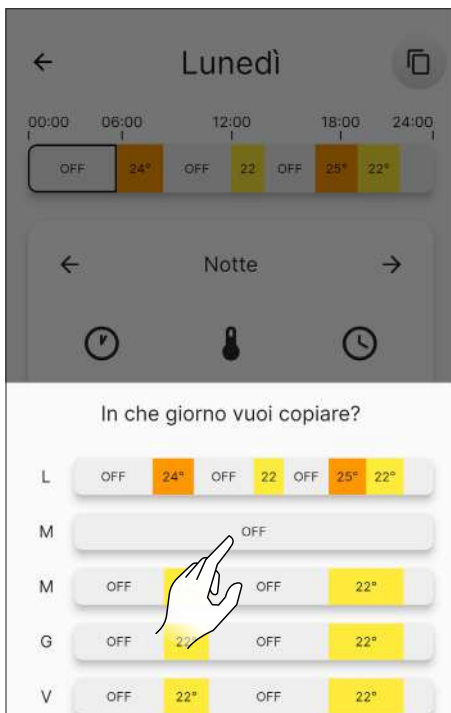 Lunedì
00:00 06:00 12:00 18:00 24:00
OFF 24° OFF 22 OFF 25° 22°
Notte
In che giorno vuoi copiare?
L OFF 24° OFF 22 OFF 25° 22°
M OFF
M OFF OFF 22°
G OFF 22° OFF 22°
V OFF 22° OFF 22°